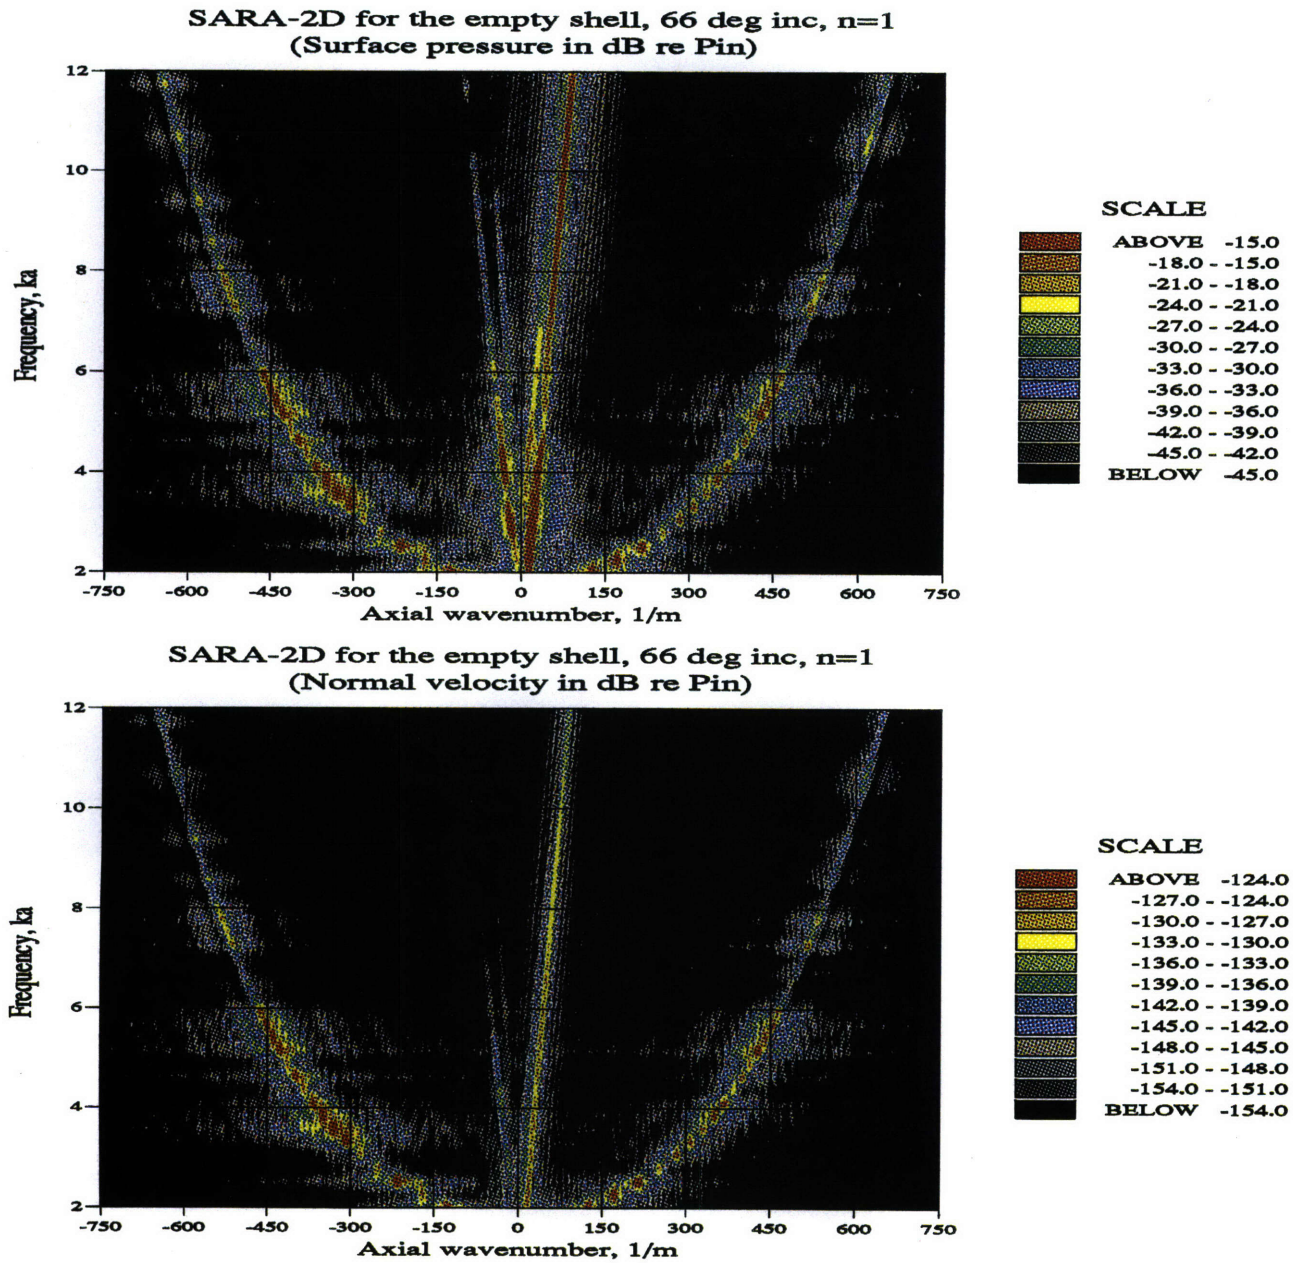 SARA-2D for the empty shell, 66 deg inc, n=1
(Surface pressure in dB re Pin)
12
10
8
6
4
2
Frequency, ka
-750 -600 -450 -300 -150 0 150 300 450 600 750
Axial wavenumber, 1/m
SCALE
ABOVE -15.0
-18.0 - -15.0
-21.0 - -18.0
-24.0 - -21.0
-27.0 - -24.0
-30.0 - -27.0
-33.0 - -30.0
-36.0 - -33.0
-39.0 - -36.0
-42.0 - -39.0
-45.0 - -42.0
BELOW -45.0
SARA-2D for the empty shell, 66 deg inc, n=1
(Normal velocity in dB re Pin)
12
10
8
6
4
2
Frequency, ka
-750 -600 -450 -300 -150 0 150 300 450 600 750
Axial wavenumber, 1/m
SCALE
ABOVE -124.0
-127.0 - -124.0
-130.0 - -127.0
-133.0 - -130.0
-136.0 - -133.0
-139.0 - -136.0
-142.0 - -139.0
-145.0 - -142.0
-148.0 - -145.0
-151.0 - -148.0
-154.0 - -151.0
BELOW -154.0